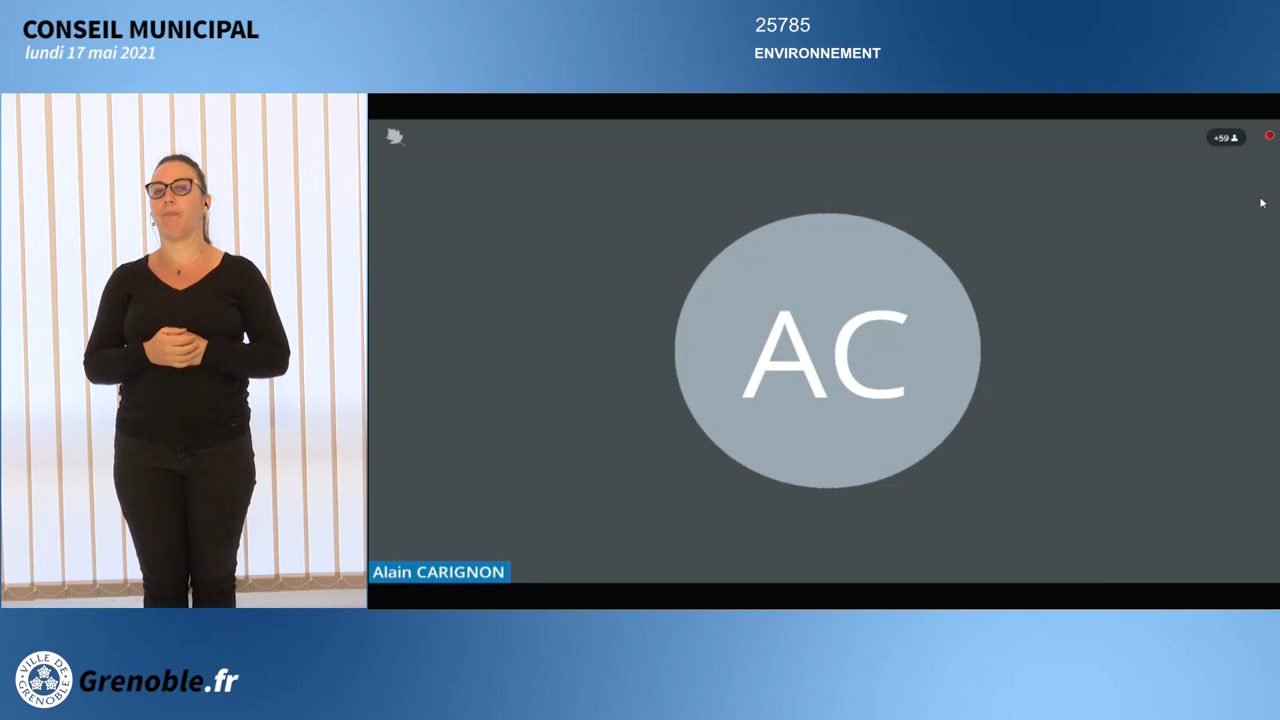 CONSEIL MUNICIPAL
lundi 17 mai 2021
25785
ENVIRONNEMENT
+59
AC
Alain CARIGNON
VILLE DE
GRENOBLE
Grenoble.fr